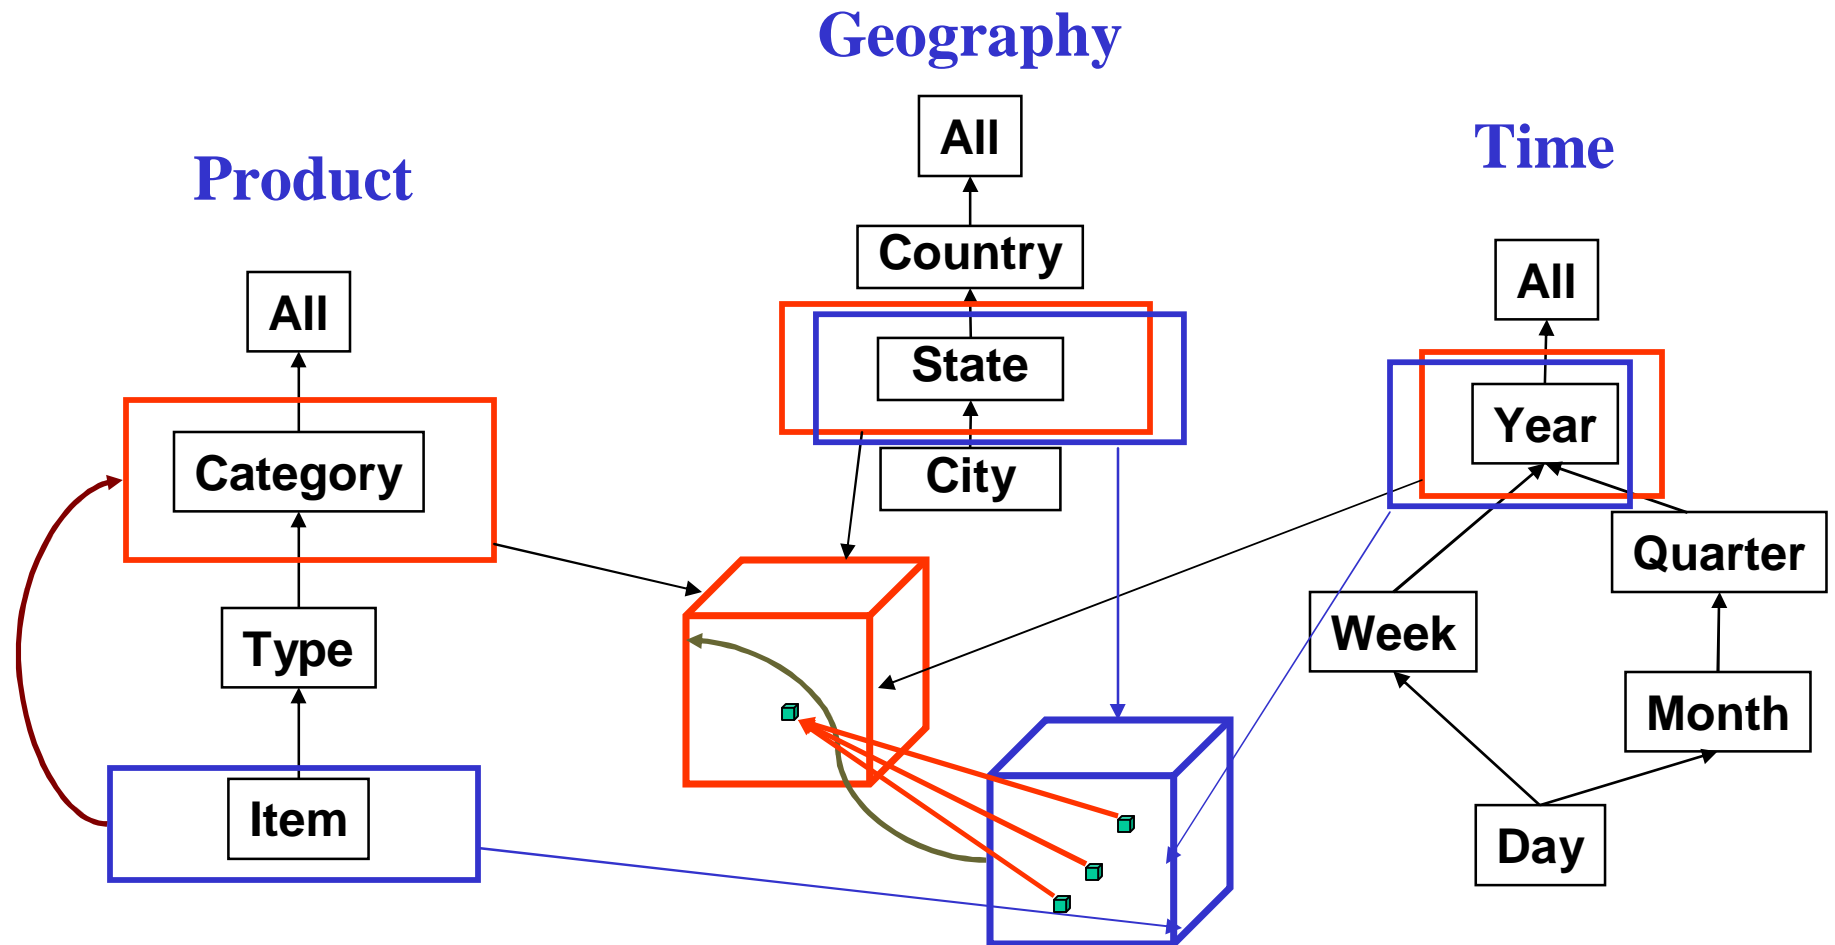 Geography
Product
Time
All
Country
State
City
All
Category
Type
Item
All
Year
Quarter
Week
Month
Day